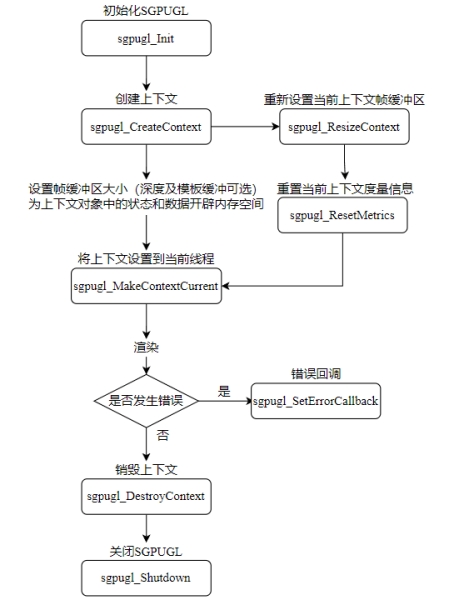 初始化SGPUGL
sgpugl_Init
创建上下文
重新设置当前上下文帧缓冲区
sgpugl_CreateContext
sgpugl_ResizeContext
设置帧缓冲区大小（深度及模板缓冲可选）
为上下文对象中的状态和数据开辟内存空间
重置当前上下文度量信息
sgpugl_ResetMetrics
将上下文设置到当前线程
sgpugl_MakeContextCurrent
渲染
错误回调
是否发生错误
是
sgpugl_SetErrorCallback
否
销毁上下文
sgpugl_DestroyContext
关闭SGPUGL
sgpugl_Shutdown